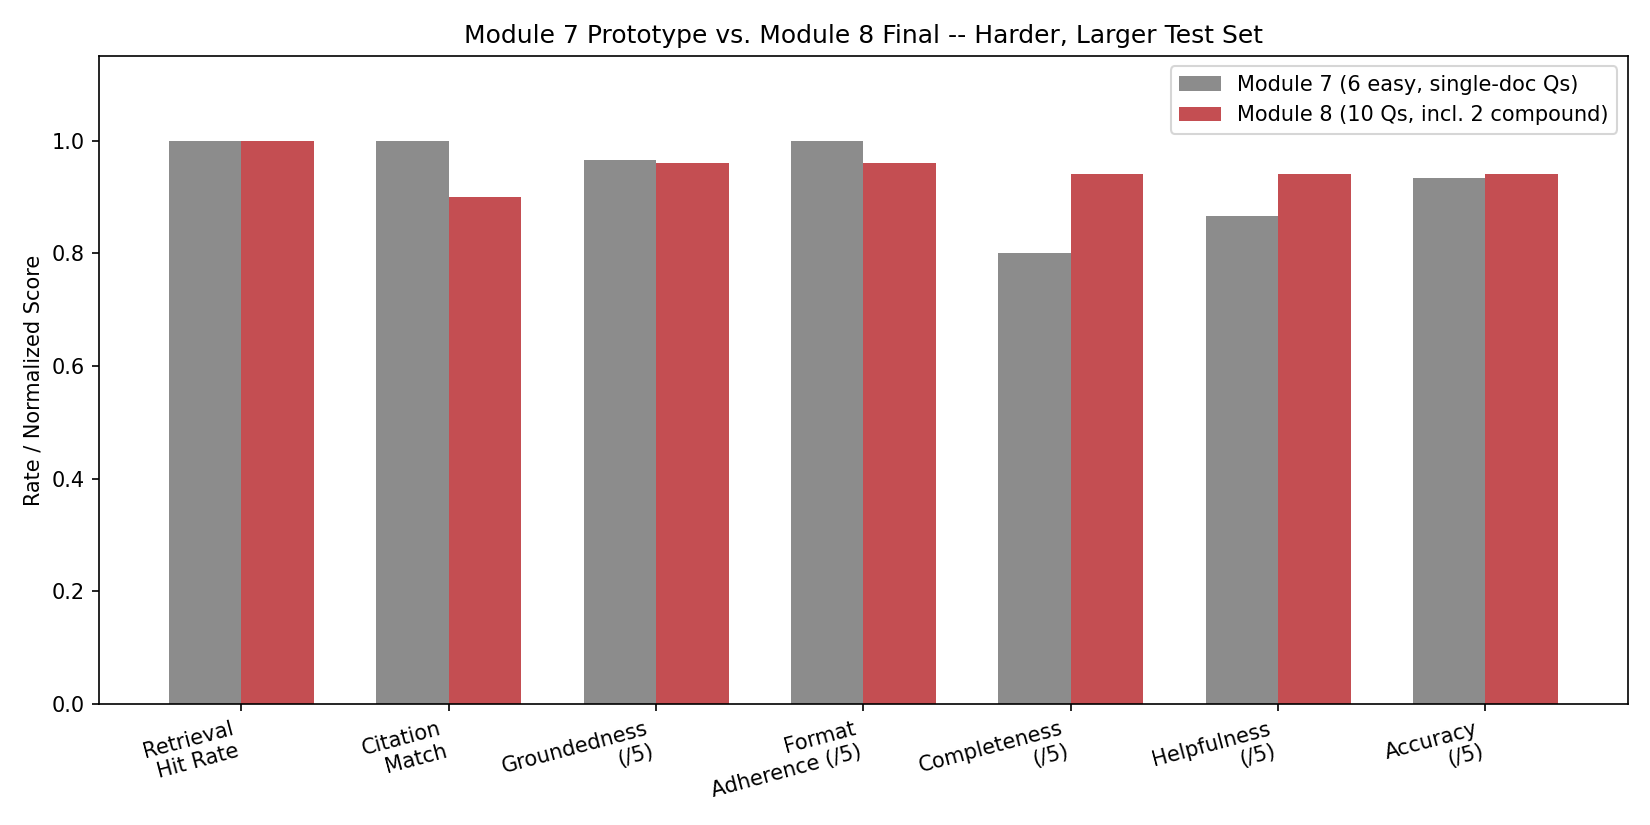 Module 7 Prototype vs. Module 8 Final -- Harder, Larger Test Set
Module 7 (6 easy, single-doc Qs)
Module 8 (10 Qs, incl. 2 compound)
Rate / Normalized Score
1.0
0.8
0.6
0.4
0.2
0.0
Retrieval
Hit Rate
Citation
Match
Groundedness
(/5)
Format
Adherence (/5)
Completeness
(/5)
Helpfulness
(/5)
Accuracy
(/5)